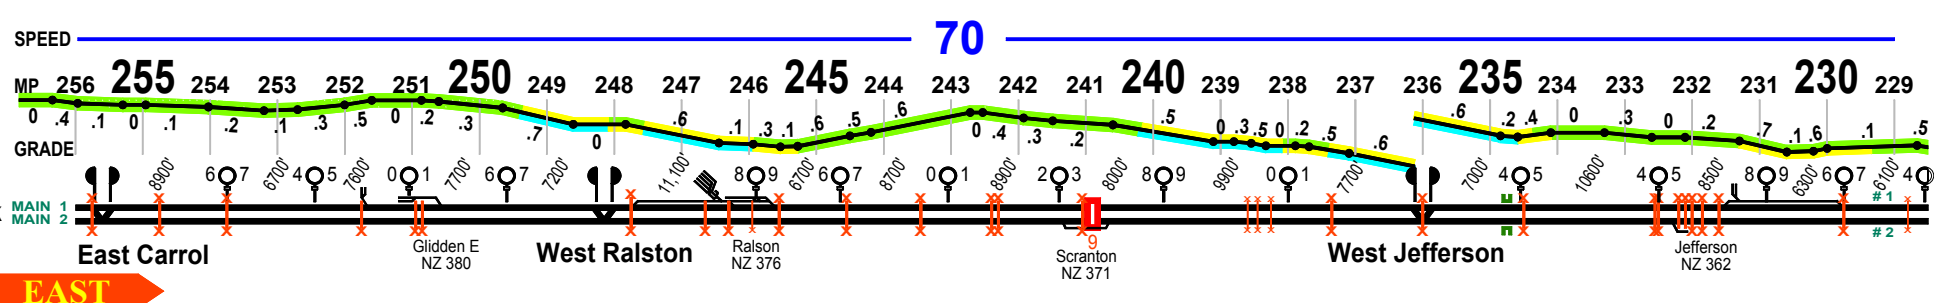 70
SPEED
MP 256 255 254 253 252 251 250 249 248 247 246 245 244 243 242 241 240 239 238 237 236 235 234 233 232 231 230 229
0 .4 .1 0 .1 .2 .1 .3 .5 0 .2 .3 .7 0 .6 .1 .3 .1 .6 .5 .6 0 .4 .3 .2 .5 0 .3 .5 0 .2 .5 .6 .6 .2 .4 0 .3 0 .2 .7 .1 .6 .1 .5
GRADE
8900' 6700' 7600' 7700' 7200' 11,100' 6700' 8700' 8900' 8000' 9900' 7700' 7000' 10600' 8500' 6300' 6100'
6 7 4 5 0 1 6 7 8 9 6 7 0 1 2 3 8 9 0 1 4 5 4 5 8 9 6 7 4
MAIN 1 # 1
MAIN 2 # 2
9
East Carrol Glidden E West Ralston Ralson Scranton West Jefferson Jefferson
NZ 380 NZ 376 NZ 371 NZ 362
EAST